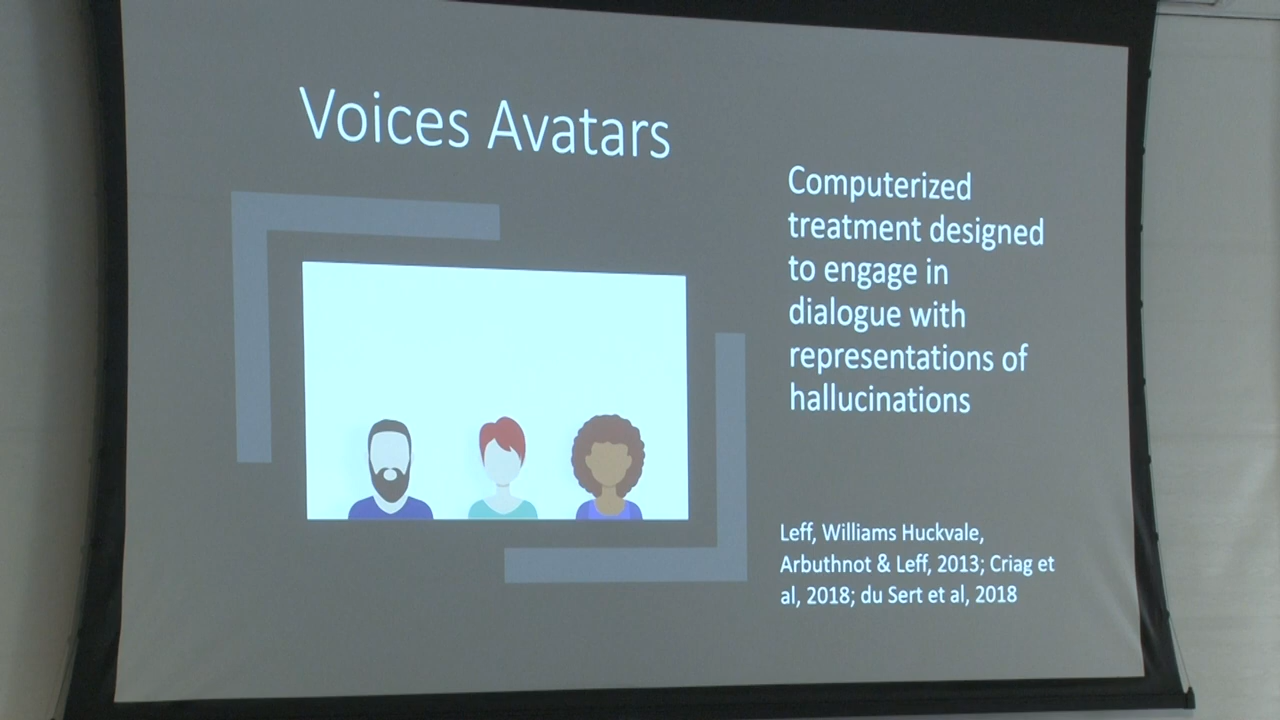 Voices Avatars
Computerized
treatment designed
to engage in
dialogue with
representations of
hallucinations
Leff, Williams Huckvale,
Arbuthnot & Leff, 2013; Criag et
al, 2018; du Sert et al, 2018